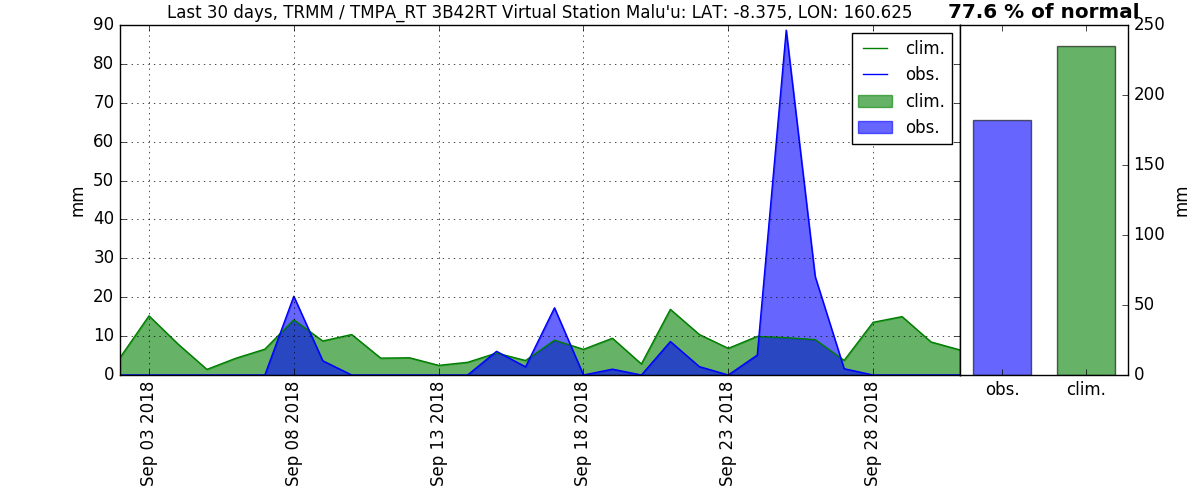 Last 30 days, TRMM / TMPA_RT 3B42RT Virtual Station Malu'u: LAT: -8.375, LON: 160.625
77.6 % of normal
90
80
70
60
50
40
30
20
10
0
mm
clim.
obs.
clim.
obs.
Sep 03 2018
Sep 08 2018
Sep 13 2018
Sep 18 2018
Sep 23 2018
Sep 28 2018
250
200
150
100
50
0
mm
obs.
clim.